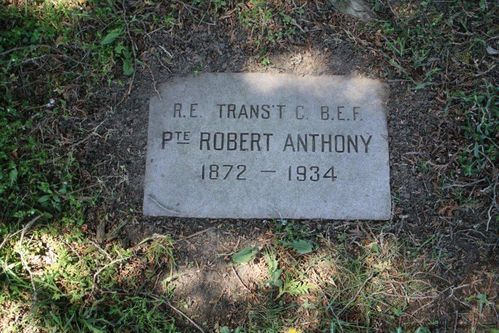 R.E. TRANS'T C. B.E.F.
PTE ROBERT ANTHONY
1872 — 1934